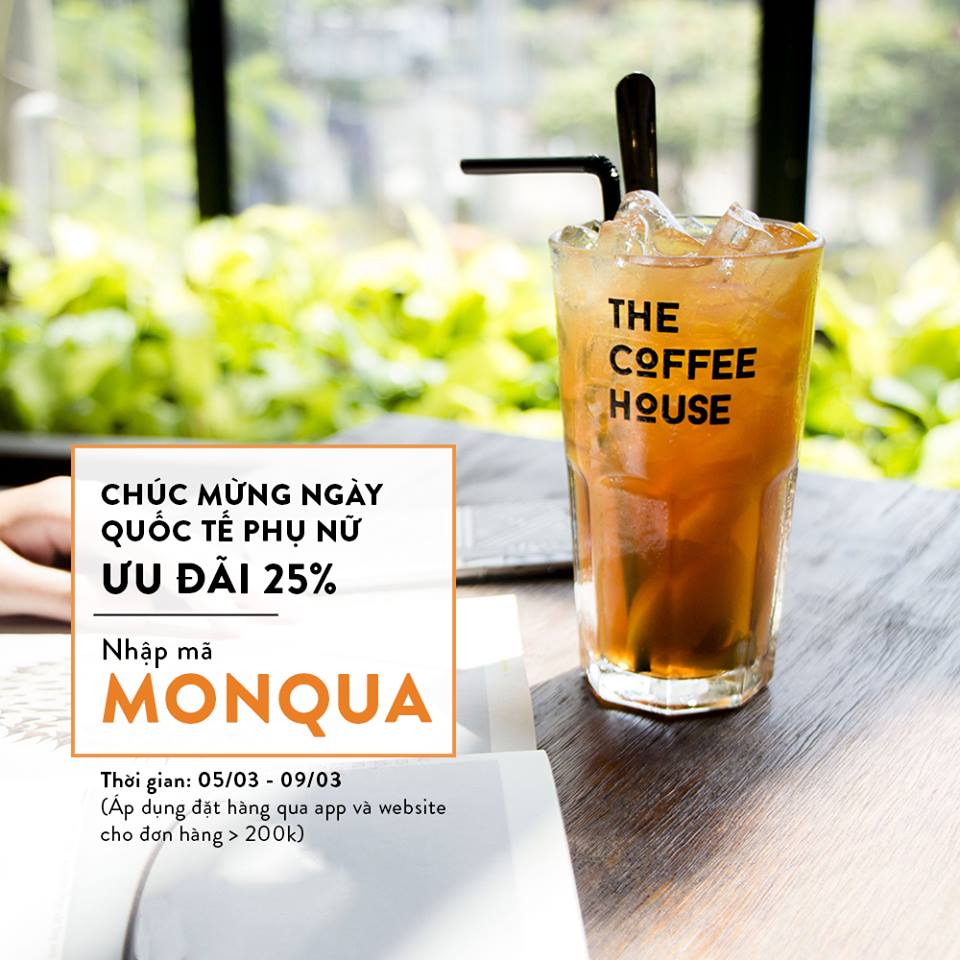 THE
COFFEE
HOUSE
CHÚC MỪNG NGÀY
QUỐC TẾ PHỤ NỮ
ƯU ĐÃI 25%
Nhập mã
MONQUA
Thời gian: 05/03 - 09/03
(Áp dụng đặt hàng qua app và website
cho đơn hàng > 200k)